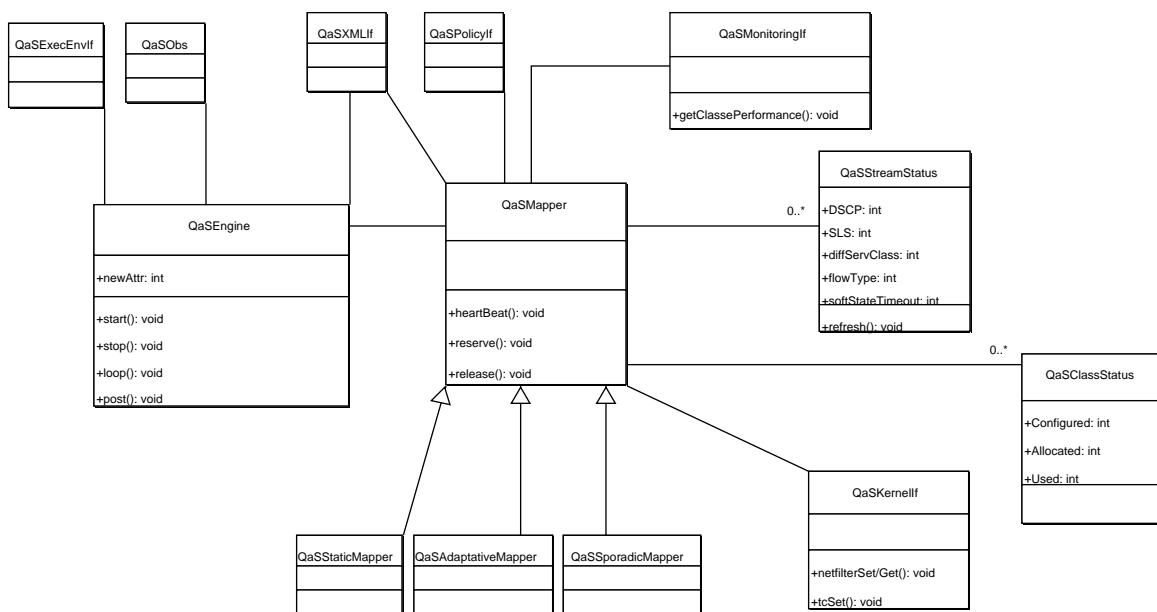 QaSExecEnvIf
QaSObs
QaSXMLIf
QaSPolicyIf
QaSMonitoringIf
+getClassePerformance(): void
QaSStreamStatus
+DSCP: int
+SLS: int
+diffServClass: int
+flowType: int
+softStateTimeout: int
+refresh(): void
0..*
QaSEngine
+newAttr: int
+start(): void
+stop(): void
+loop(): void
+post(): void
QaSMapper
+heartBeat(): void
+reserve(): void
+release(): void
0..*
QaSClassStatus
+Configured: int
+Allocated: int
+Used: int
QaSKernelIf
+netfilterSet/Get(): void
+tcSet(): void
QaSStaticMapper
QaSAdaptativeMapper
QaSSporadicMapper